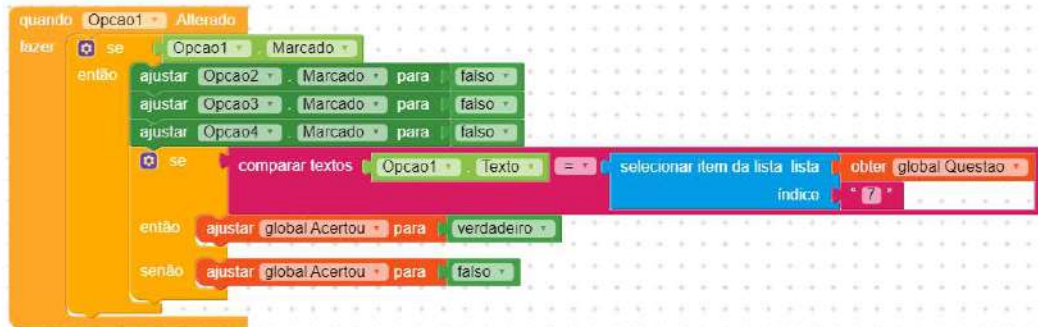 quando Opcao1 Alterado
fazer se Opcao1 . Marcado
então ajustar Opcao2 . Marcado para falso
ajustar Opcao3 . Marcado para falso
ajustar Opcao4 . Marcado para falso
se comparar textos Opcao1 . Texto = selecionar item da lista lista obter global Questao
índice " 7 "
então ajustar global Acertou para verdadeiro
senão ajustar global Acertou para falso